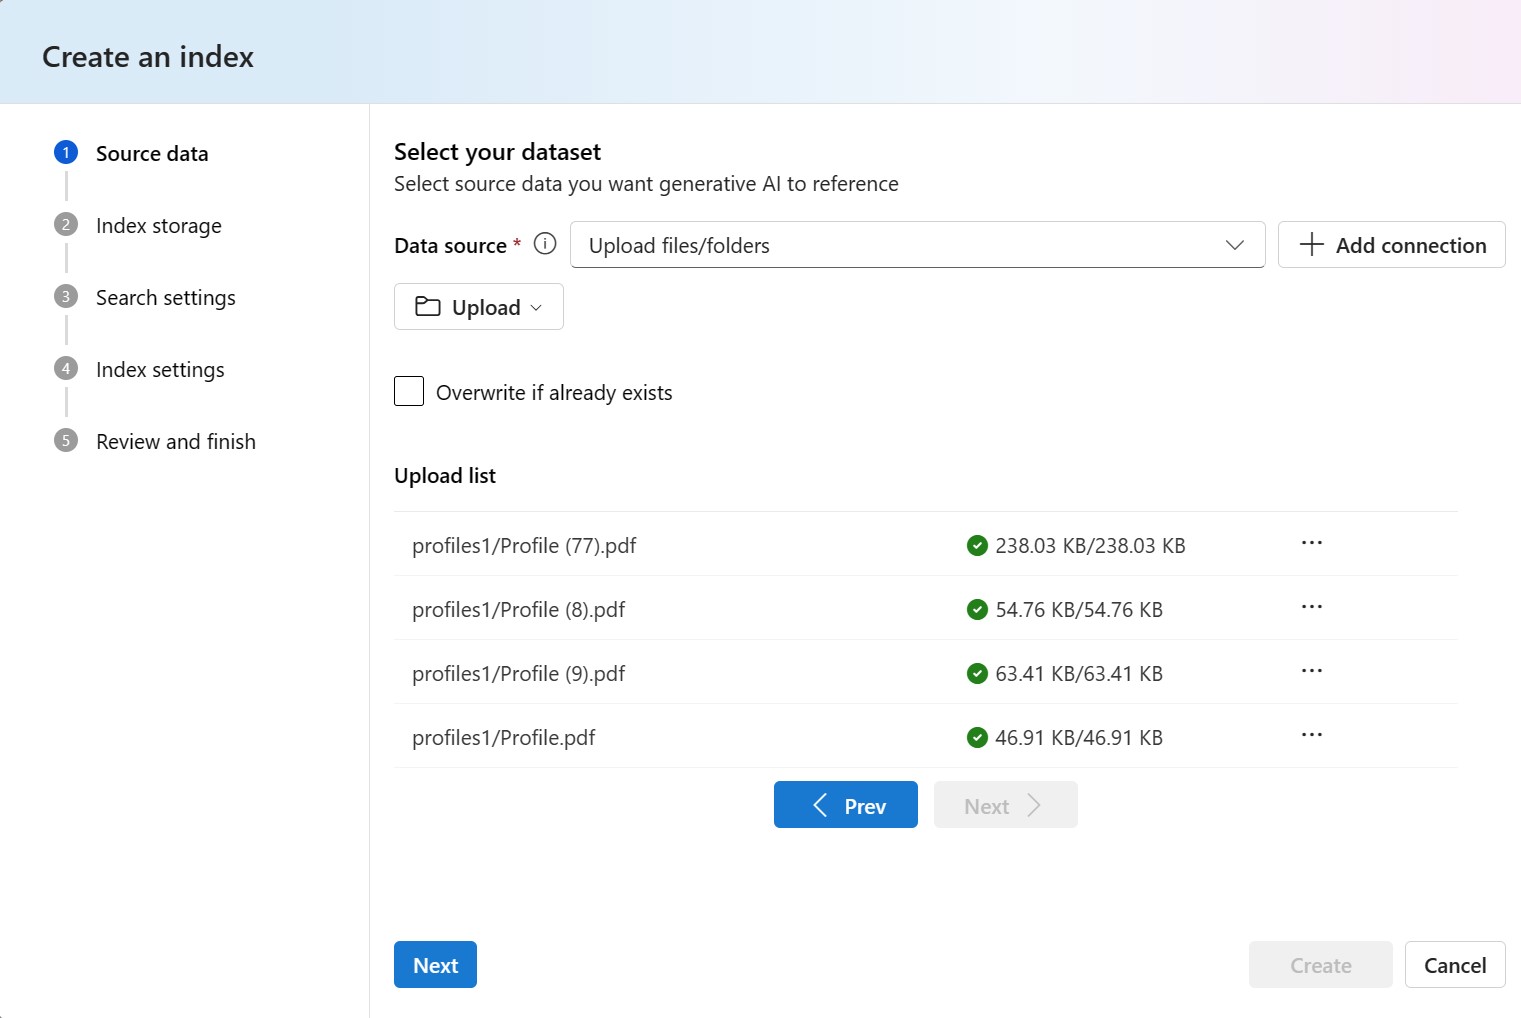 Create an index
1 Source data
2 Index storage
3 Search settings
4 Index settings
5 Review and finish
Select your dataset
Select source data you want generative AI to reference
Data source * Upload files/folders Add connection
Upload
Overwrite if already exists
Upload list
profiles1/Profile (77).pdf 238.03 KB/238.03 KB ...
profiles1/Profile (8).pdf 54.76 KB/54.76 KB ...
profiles1/Profile (9).pdf 63.41 KB/63.41 KB ...
profiles1/Profile.pdf 46.91 KB/46.91 KB ...
Prev Next
Next Create Cancel